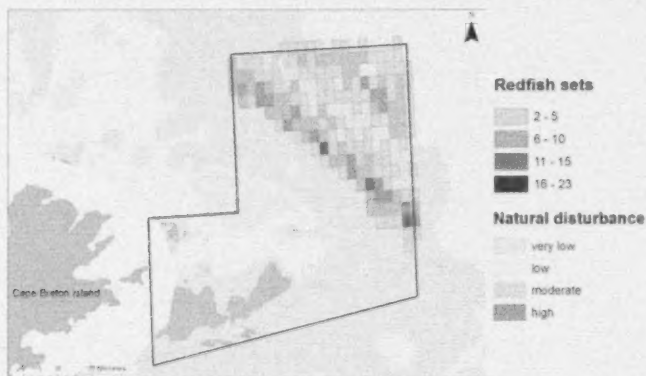 N
Redfish sets
2 - 5
6 - 10
11 - 15
16 - 23
Natural disturbance
very low
low
moderate
high
Cape Breton island